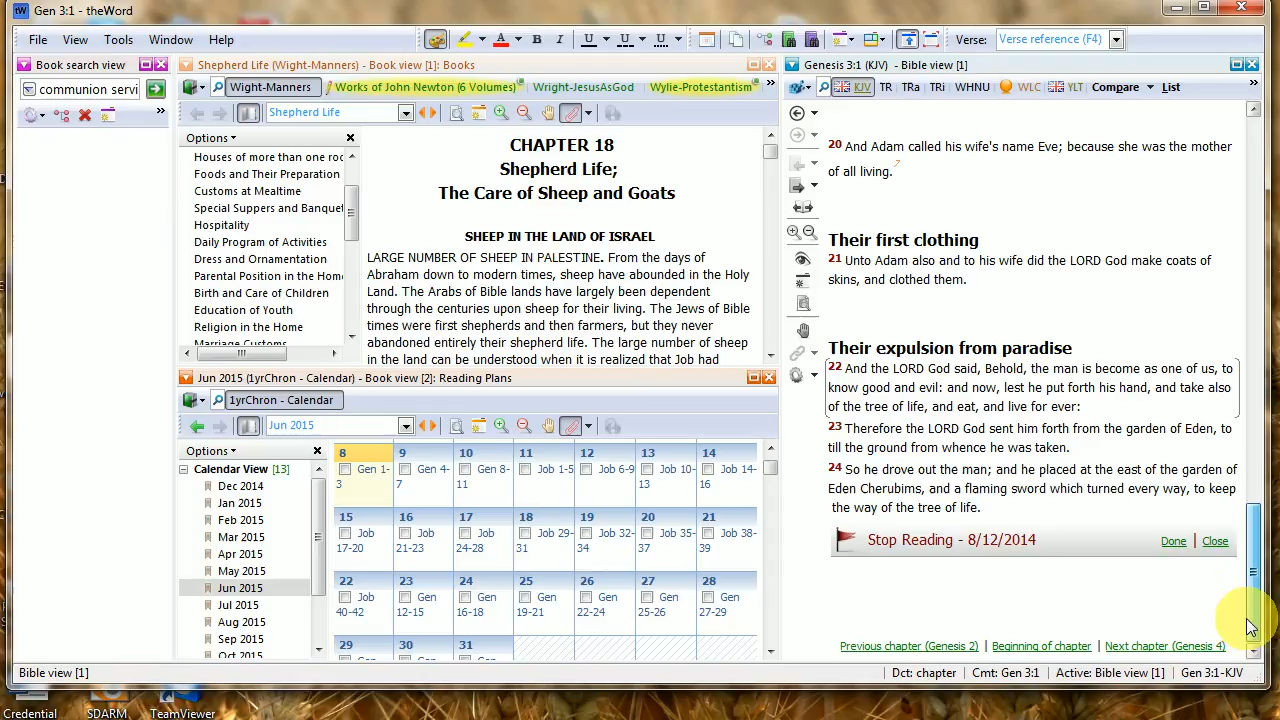 Gen 3:1 - theWord
File View Tools Window Help
Verse: Verse reference (F4)
Book search view
communion servi
Shepherd Life (Wight-Manners) - Book view [1]: Books
Wight-Manners Works of John Newton (6 Volumes) Wright-JesusAsGod Wylie-Protestantism »
Shepherd Life
Options
Houses of more than one roo
Foods and Their Preparation
Customs at Mealtime
Special Suppers and Banquet
Hospitality
Daily Program of Activities
Dress and Ornamentation
Parental Position in the Home
Birth and Care of Children
Education of Youth
Religion in the Home
Marriage Customs
CHAPTER 18
Shepherd Life;
The Care of Sheep and Goats
SHEEP IN THE LAND OF ISRAEL
LARGE NUMBER OF SHEEP IN PALESTINE. From the days of
Abraham down to modern times, sheep have abounded in the Holy
Land. The Arabs of Bible lands have largely been dependent
through the centuries upon sheep for their living. The Jews of Bible
times were first shepherds and then farmers, but they never
abandoned entirely their shepherd life. The large number of sheep
in the land can be understood when it is realized that Job had
Jun 2015 (1yrChron - Calendar) - Book view [2]: Reading Plans
1yrChron - Calendar
Jun 2015
Options
Calendar View [13]
Dec 2014
Jan 2015
Feb 2015
Mar 2015
Apr 2015
May 2015
Jun 2015
Jul 2015
Aug 2015
Sep 2015
Oct 2015
8 9 10 11 12 13 14
Gen 1- Gen 4- Gen 8- Job 1-5 Job 6-9 Job 10- Job 14-
3 7 11 13 16
15 16 17 18 19 20 21
Job Job Job Job 29- Job 32- Job 35- Job 38-
17-20 21-23 24-28 31 34 37 39
22 23 24 25 26 27 28
Job Gen Gen Gen Gen Gen Gen
40-42 12-15 16-18 19-21 22-24 25-26 27-29
29 30 31
Genesis 3:1 (KJV) - Bible view [1]
KJV TR TRa TRi WHNU WLC YLT Compare List
20 And Adam called his wife's name Eve; because she was the mother
of all living.
Their first clothing
21 Unto Adam also and to his wife did the LORD God make coats of
skins, and clothed them.
Their expulsion from paradise
22 And the LORD God said, Behold, the man is become as one of us, to
know good and evil: and now, lest he put forth his hand, and take also
of the tree of life, and eat, and live for ever:
23 Therefore the LORD God sent him forth from the garden of Eden, to
till the ground from whence he was taken.
24 So he drove out the man; and he placed at the east of the garden of
Eden Cherubims, and a flaming sword which turned every way, to keep
the way of the tree of life.
Stop Reading - 8/12/2014 Done | Close
Previous chapter (Genesis 2) | Beginning of chapter | Next chapter (Genesis 4)
Bible view [1] Dct: chapter Cmt: Gen 3:1 Active: Bible view [1] Gen 3:1-KJV
Credential SDARM TeamViewer